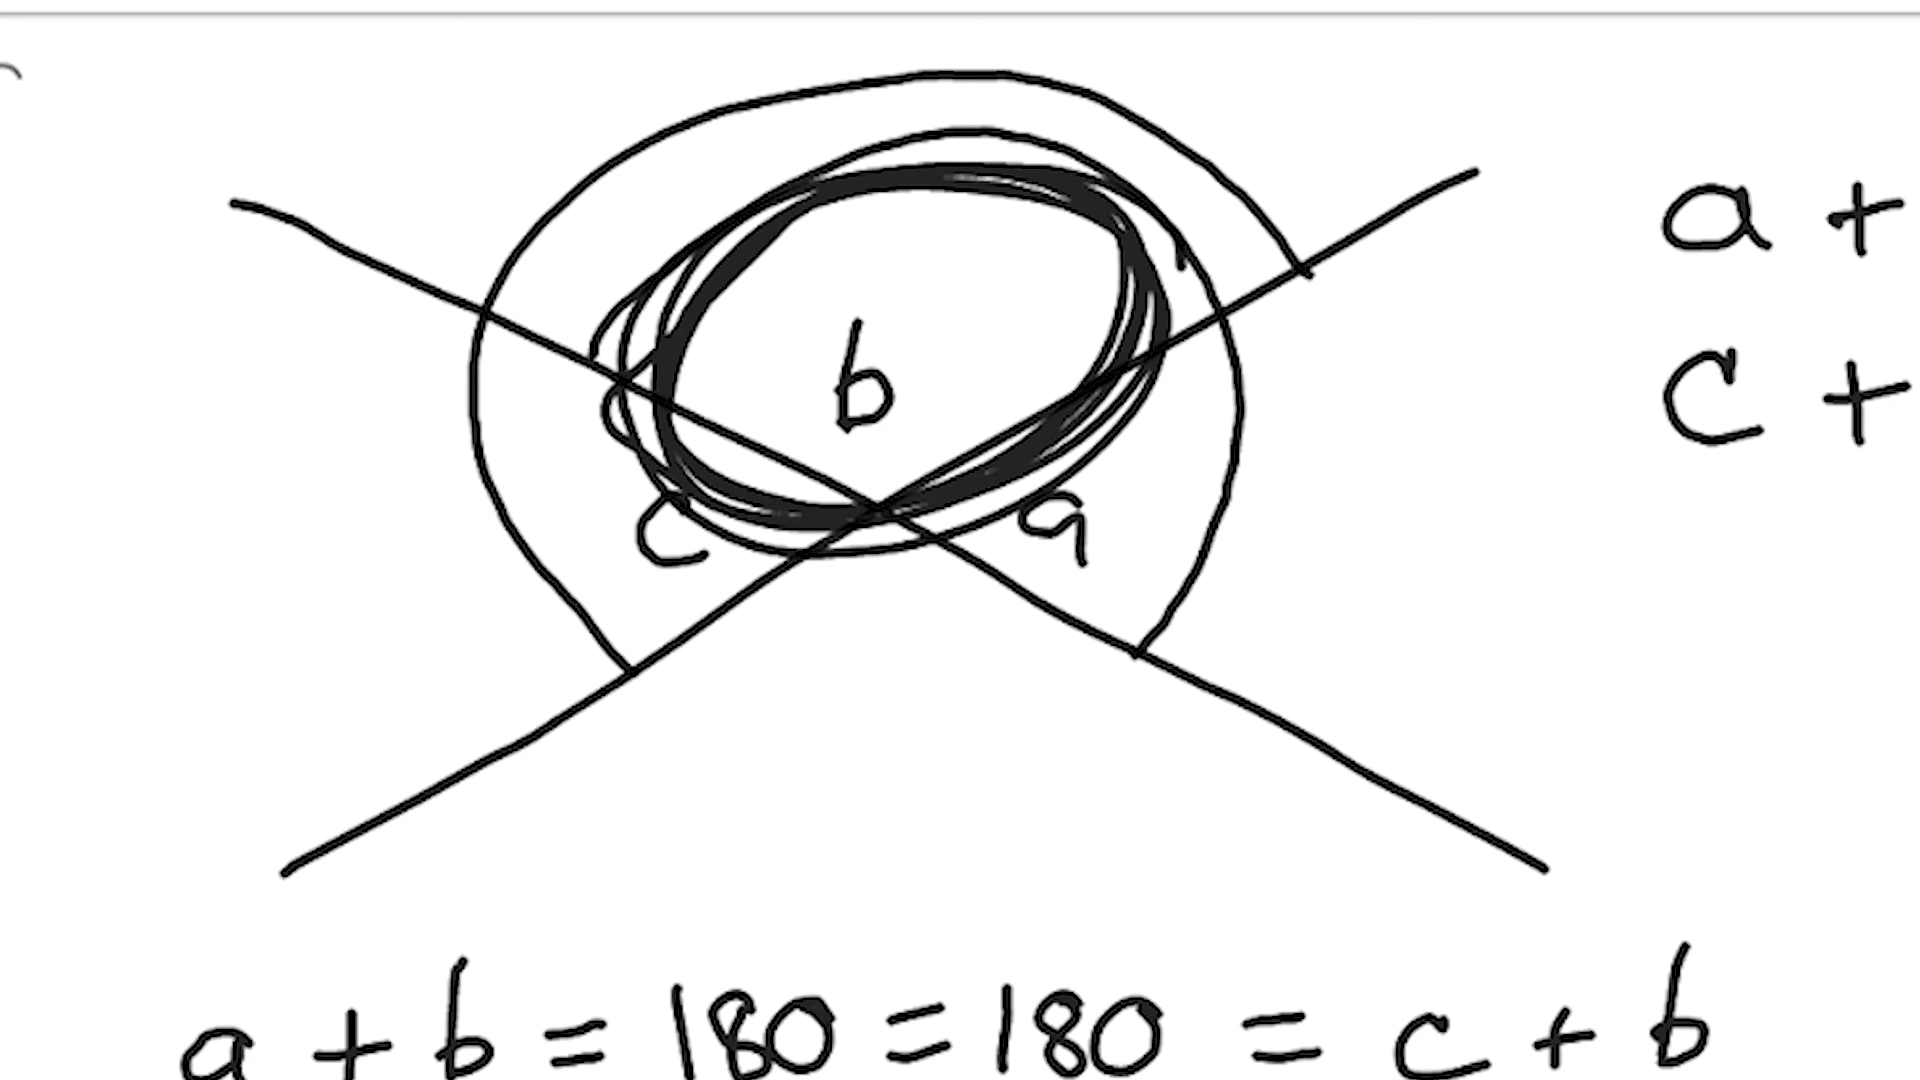 a +
c +
b
c
a
a + b = 180 = 180 = c + b